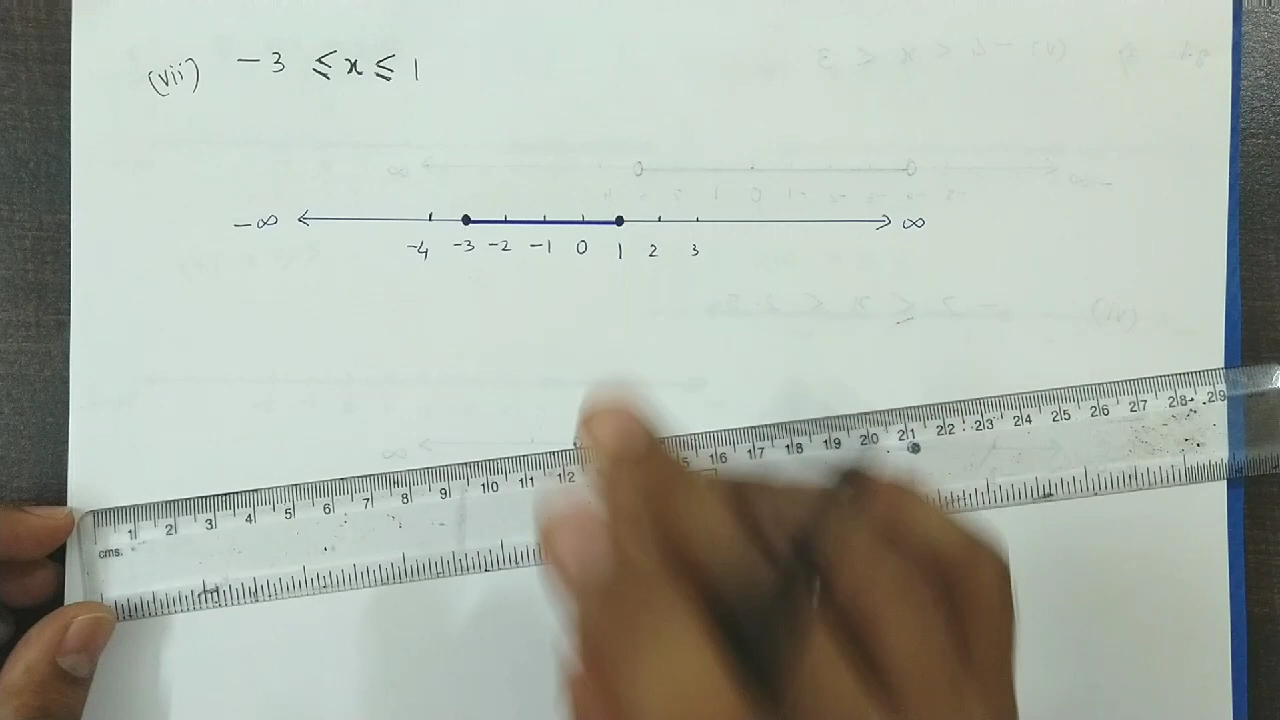 (vii) -3 ≤ x ≤ 1
-∞ ∞
-4 -3 -2 -1 0 1 2 3
1 2 3 4 5 6 7 8 9 10 11 12 5 16 17 18 19 20 21 22 23 24 25 26 27 28 29
cms.